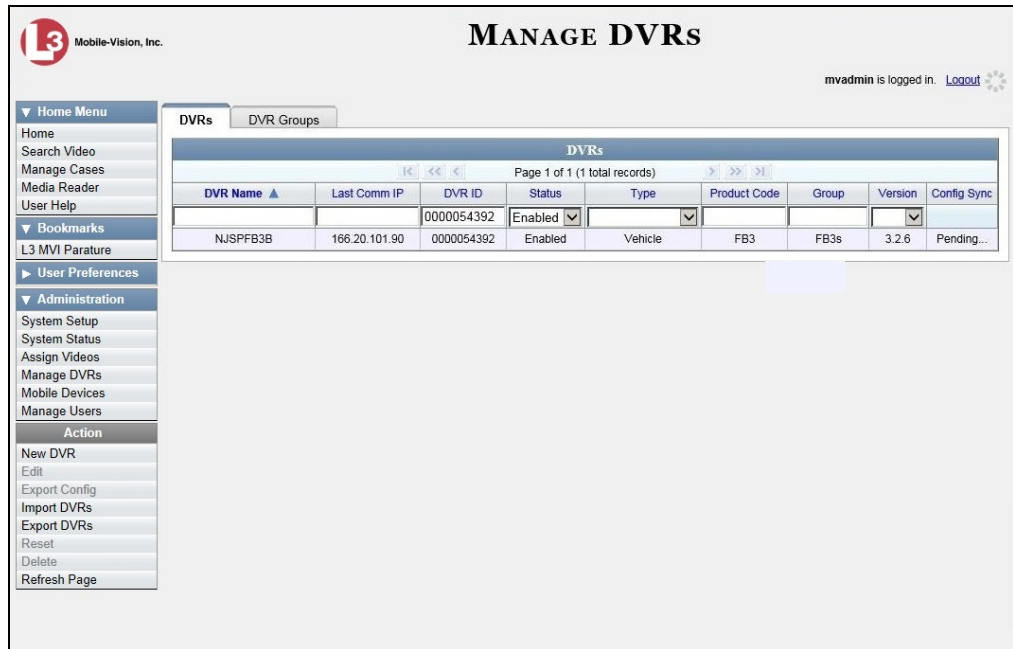 L3 Mobile-Vision, Inc.
MANAGE DVRS
mvadmin is logged in. Logout
Home Menu
Home
Search Video
Manage Cases
Media Reader
User Help
Bookmarks
L3 MVI Parature
User Preferences
Administration
System Setup
System Status
Assign Videos
Manage DVRs
Mobile Devices
Manage Users
Action
New DVR
Edit
Export Config
Import DVRs
Export DVRs
Reset
Delete
Refresh Page
DVRs DVR Groups
DVRs
Page 1 of 1 (1 total records)
DVR Name Last Comm IP DVR ID Status Type Product Code Group Version Config Sync
0000054392 Enabled
NJSPFB3B 166.20.101.90 0000054392 Enabled Vehicle FB3 FB3s 3.2.6 Pending...